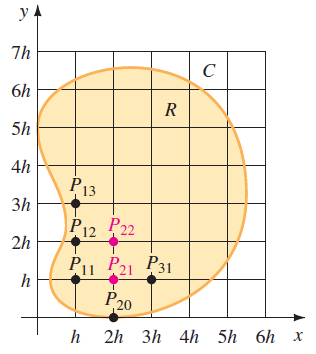 y
7h
C
6h
R
5h
4h
P₁₃
3h
P₁₂ P₂₂
2h
P₁₁ P₂₁ P₃₁
h
P₂₀
h 2h 3h 4h 5h 6h x